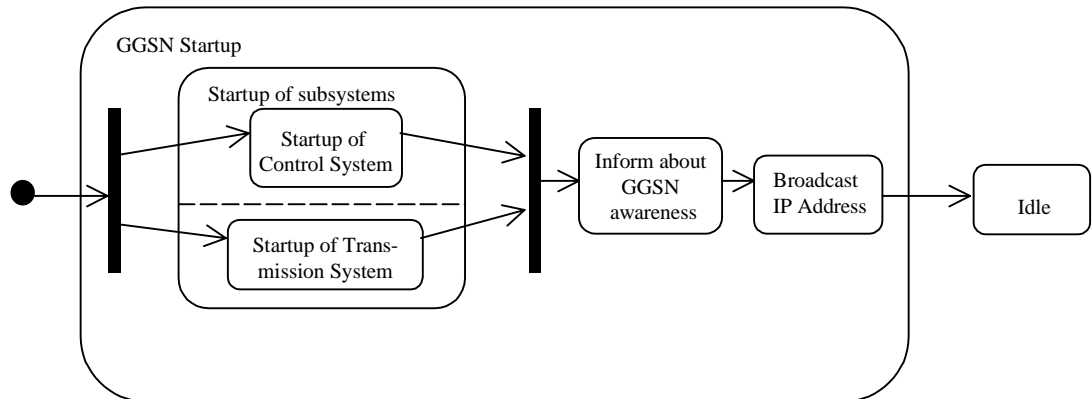 GGSN Startup
Startup of subsystems
Startup of
Control System
Startup of Trans-
mission System
Inform about
GGSN
awareness
Broadcast
IP Address
Idle